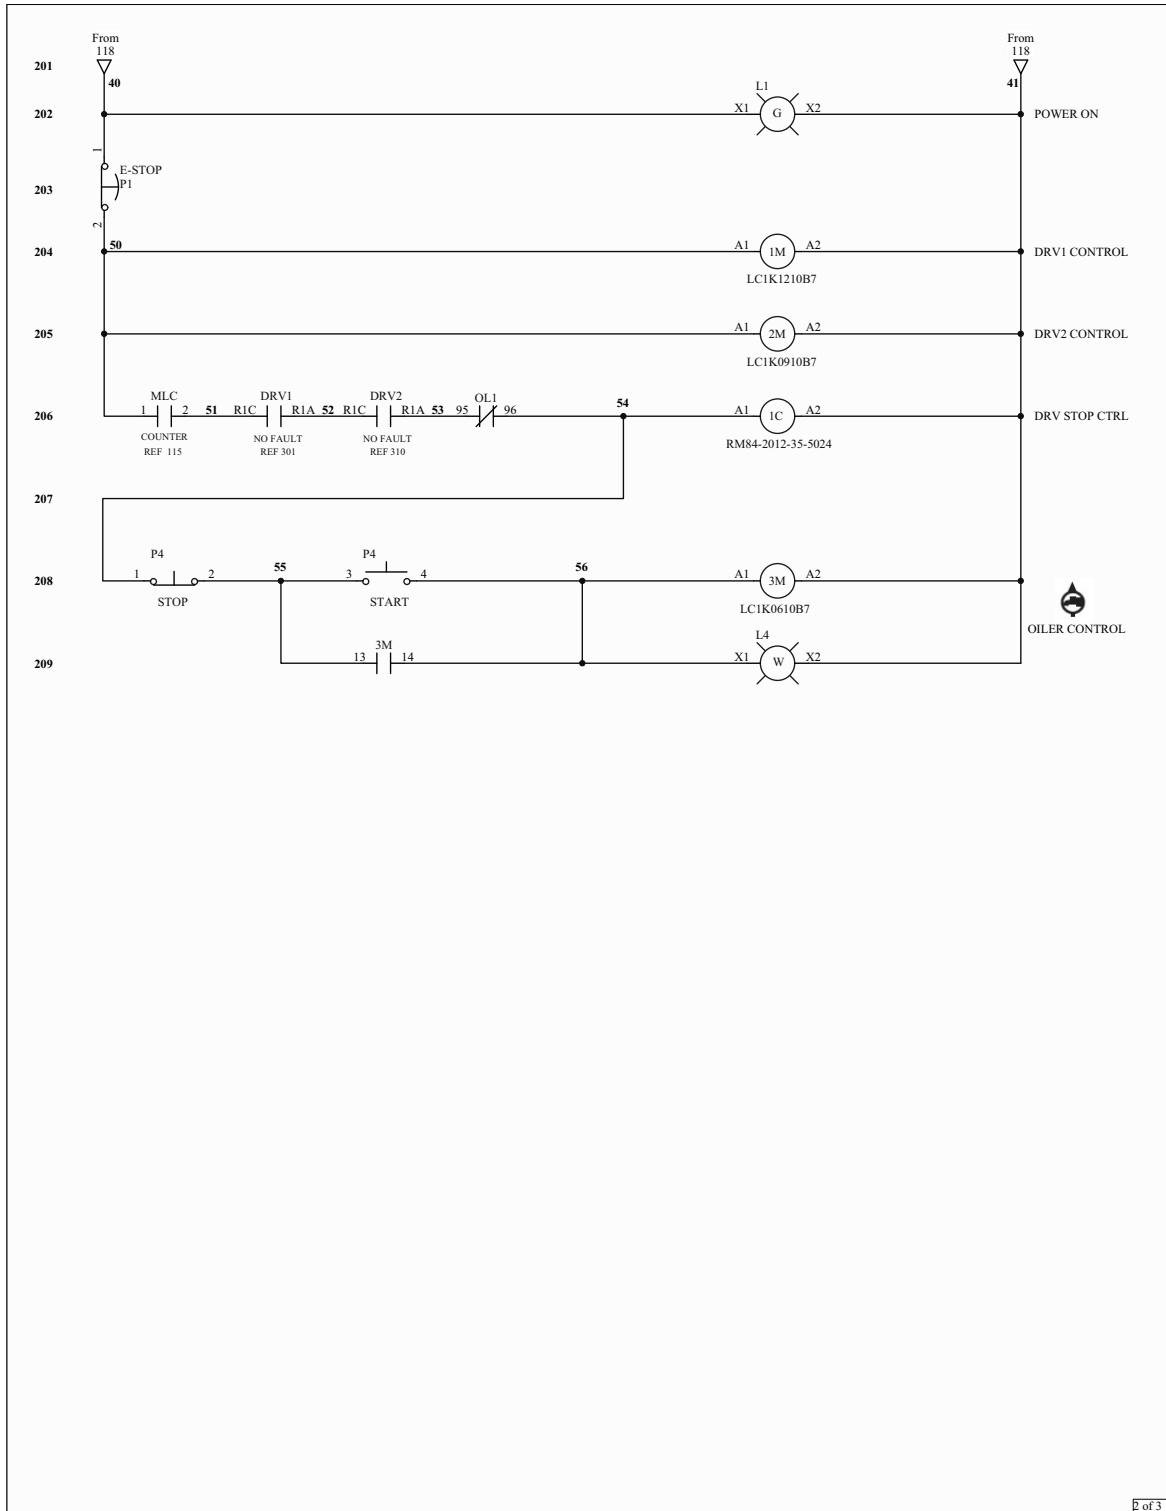 From
118
From
118
201
40
41
L1
202
X1
G
X2
POWER ON
1
E-STOP
P1
203
2
50
204
A1
1M
A2
DRV1 CONTROL
LC1K1210B7
205
A1
2M
A2
DRV2 CONTROL
LC1K0910B7
MLC
DRV1
DRV2
OL1
54
206
1
2
51
R1C
R1A
52
R1C
R1A
53
95
96
A1
1C
A2
DRV STOP CTRL
COUNTER
REF 115
NO FAULT
REF 301
NO FAULT
REF 310
RM84-2012-35-5024
207
P4
55
P4
56
208
1
2
3
4
A1
3M
A2
STOP
START
LC1K0610B7
OILER CONTROL
3M
L4
209
13
14
X1
W
X2
2 of 3